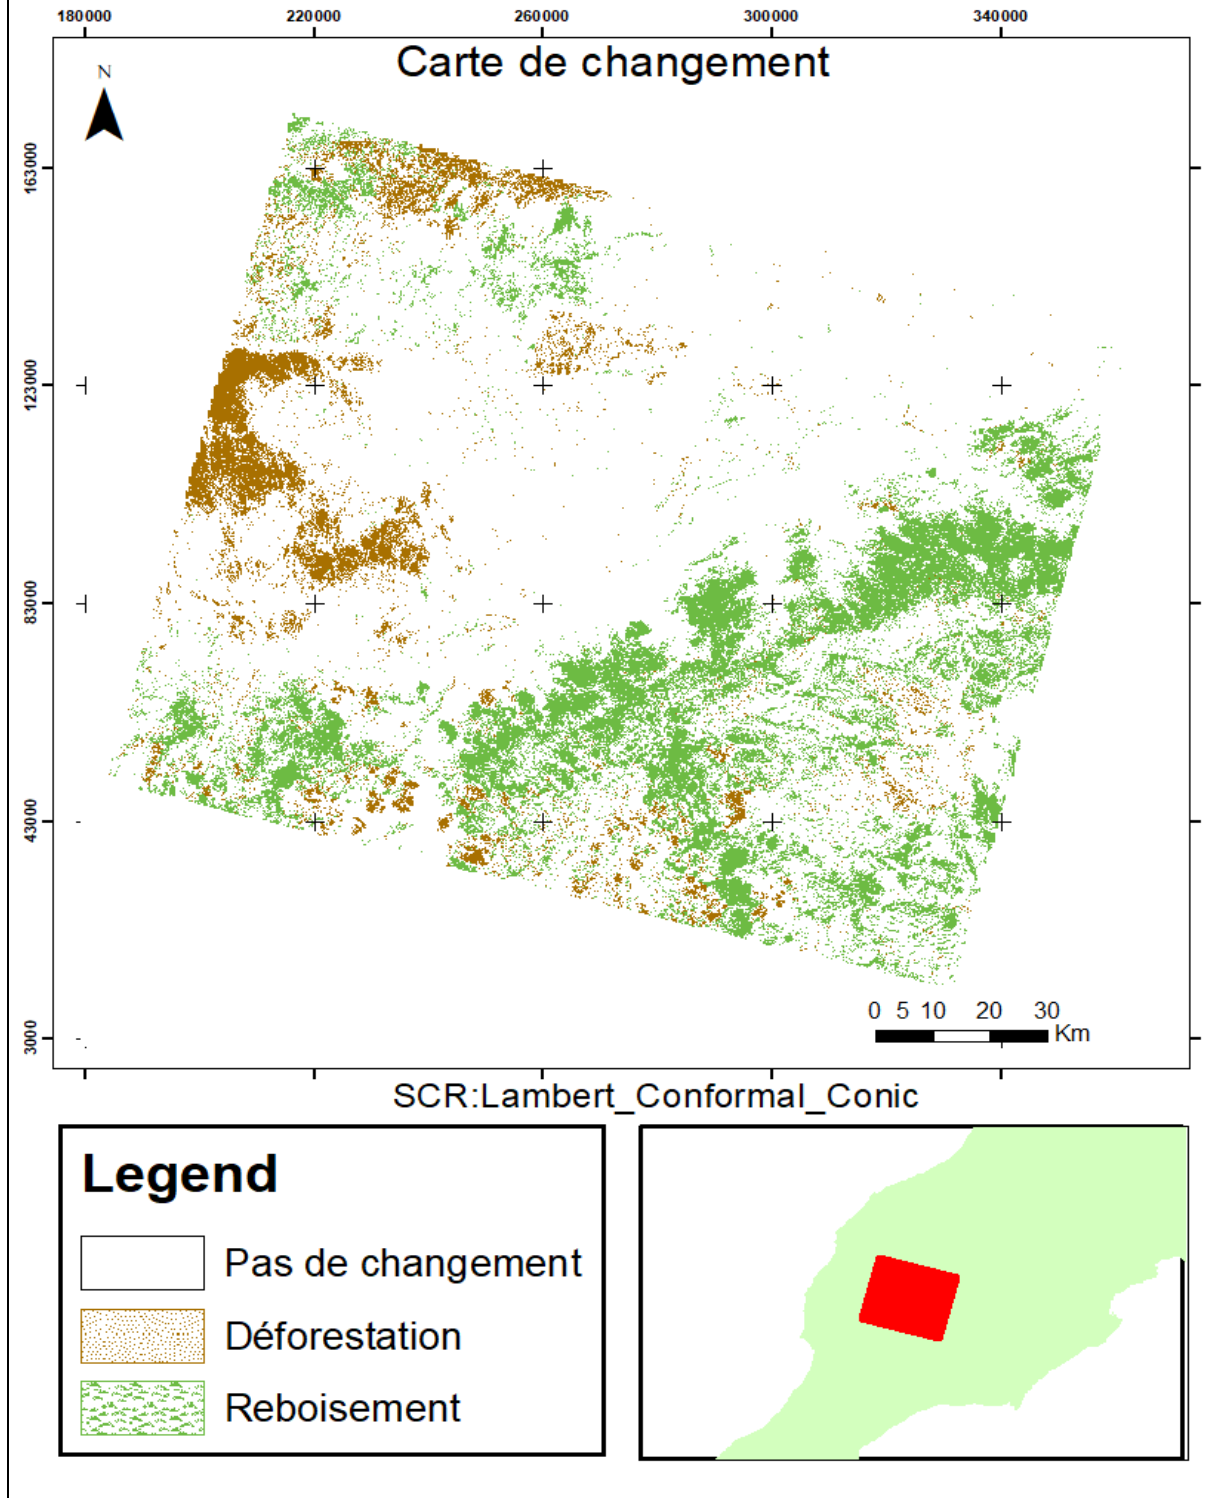 180000 220000 260000 300000 340000
Carte de changement
N
163000
123000
83000
43000
3000
0 5 10 20 30
Km
SCR:Lambert_Conformal_Conic
Legend
Pas de changement
Déforestation
Reboisement